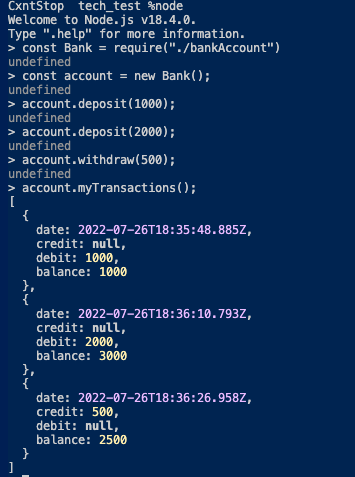 CxntStop  tech_test %node
Welcome to Node.js v18.4.0.
Type ".help" for more information.
> const Bank = require("./bankAccount")
undefined
> const account = new Bank();
undefined
> account.deposit(1000);
undefined
> account.deposit(2000);
undefined
> account.withdraw(500);
undefined
> account.myTransactions();
[
  {
    date: 2022-07-26T18:35:48.885Z,
    credit: null,
    debit: 1000,
    balance: 1000
  },
  {
    date: 2022-07-26T18:36:10.793Z,
    credit: null,
    debit: 2000,
    balance: 3000
  },
  {
    date: 2022-07-26T18:36:26.958Z,
    credit: 500,
    debit: null,
    balance: 2500
  }
]